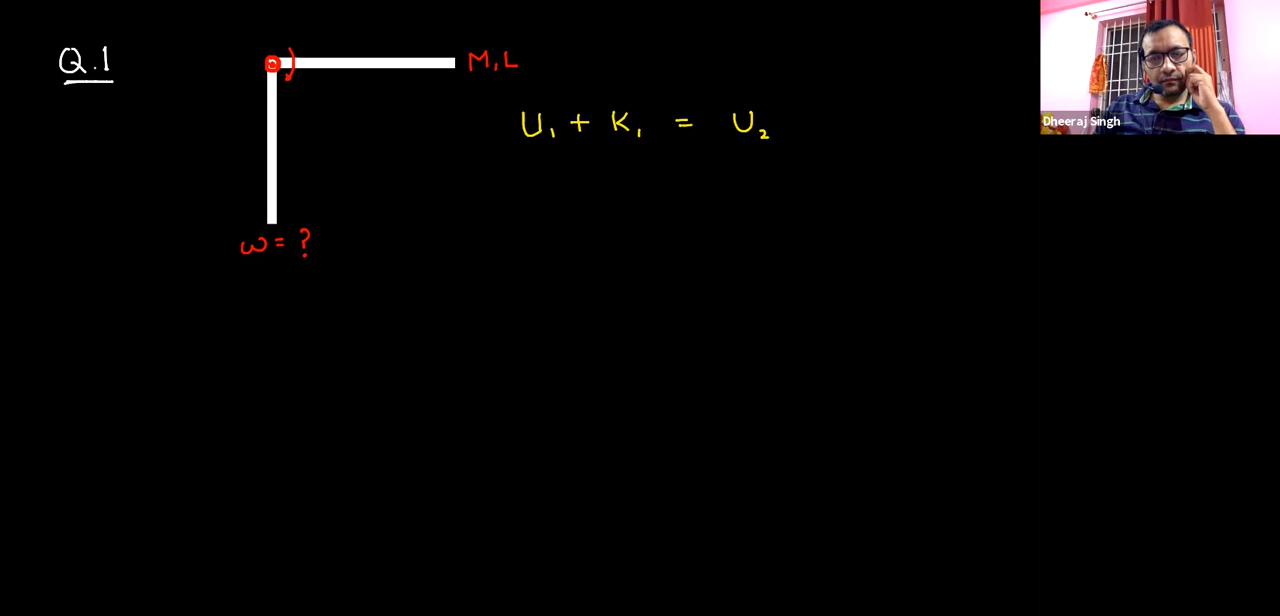 Q.1
M, L
U₁ + K₁ = U₂
ω = ?
Dheeraj Singh